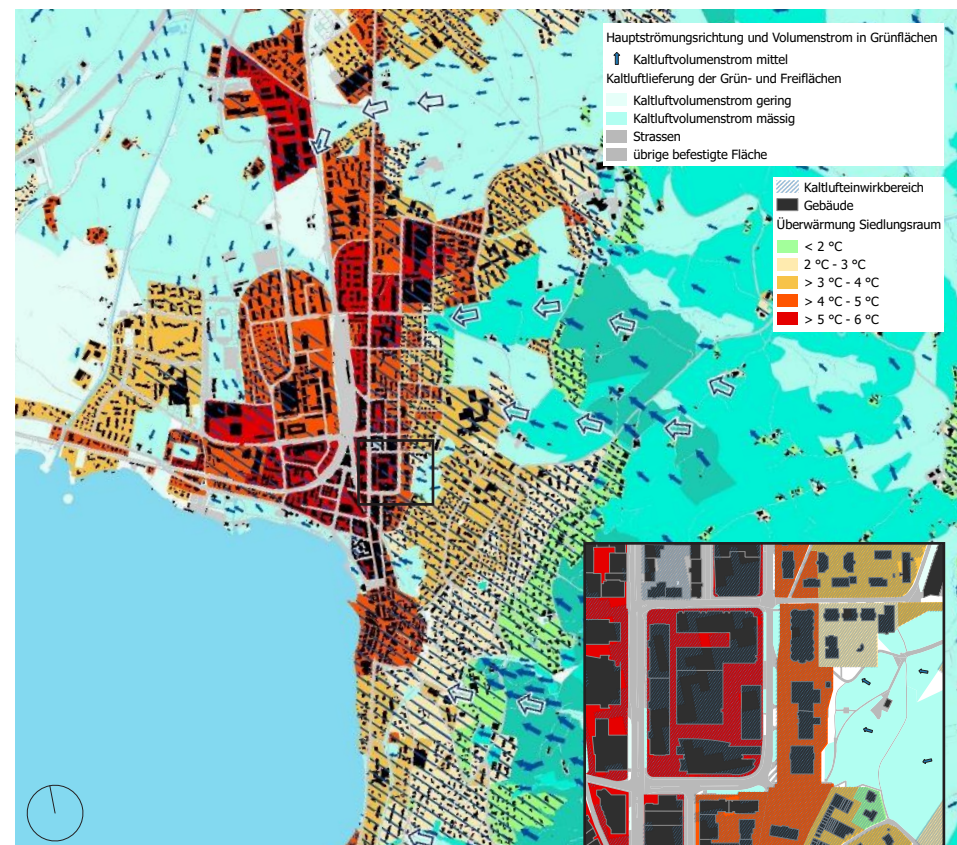 Hauptströmungsrichtung und Volumenstrom in Grünflächen
Kaltluftvolumenstrom mittel
Kaltluftlieferung der Grün- und Freiflächen
Kaltluftvolumenstrom gering
Kaltluftvolumenstrom mässig
Strassen
übrige befestigte Fläche
Kaltlufteinwirkbereich
Gebäude
Überwärmung Siedlungsraum
< 2 °C
2 °C - 3 °C
> 3 °C - 4 °C
> 4 °C - 5 °C
> 5 °C - 6 °C